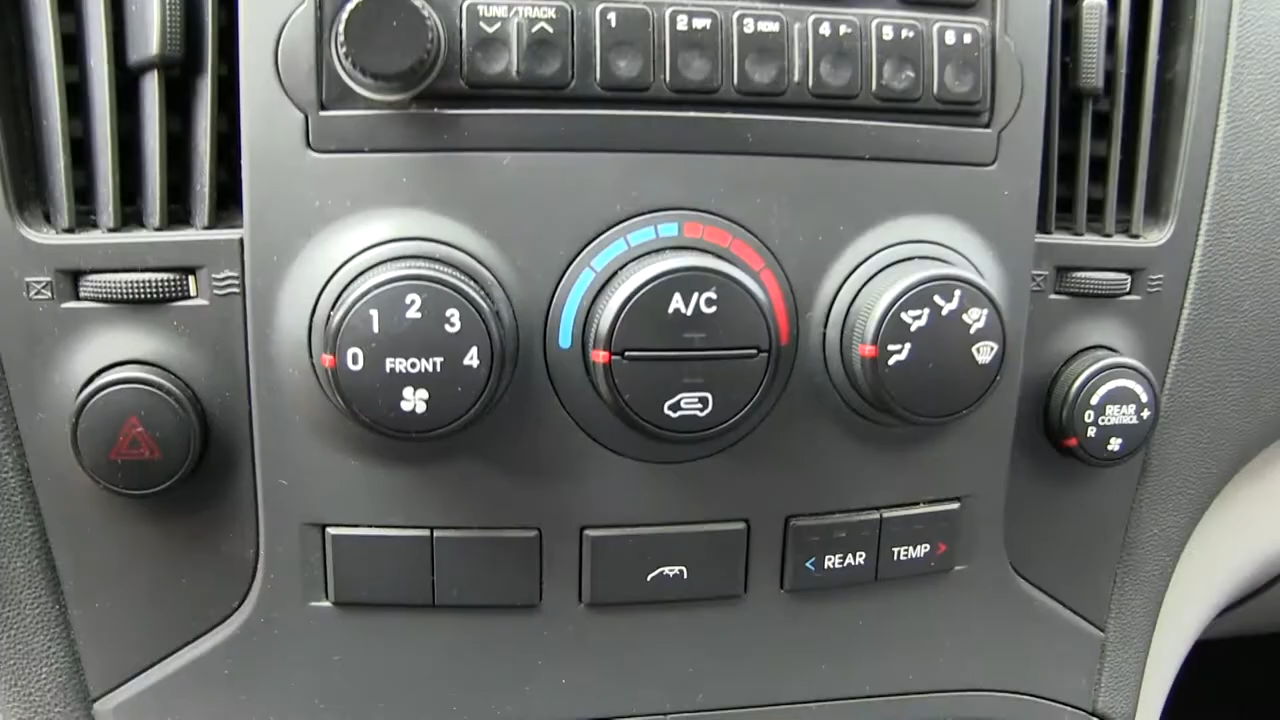 TUNE/TRACK
1
2 RPT
3 RDM
4 F-
5 F+
6
A/C
0 1 2 3 4
FRONT
0
REAR
CONTROL
+
R
< REAR
TEMP >